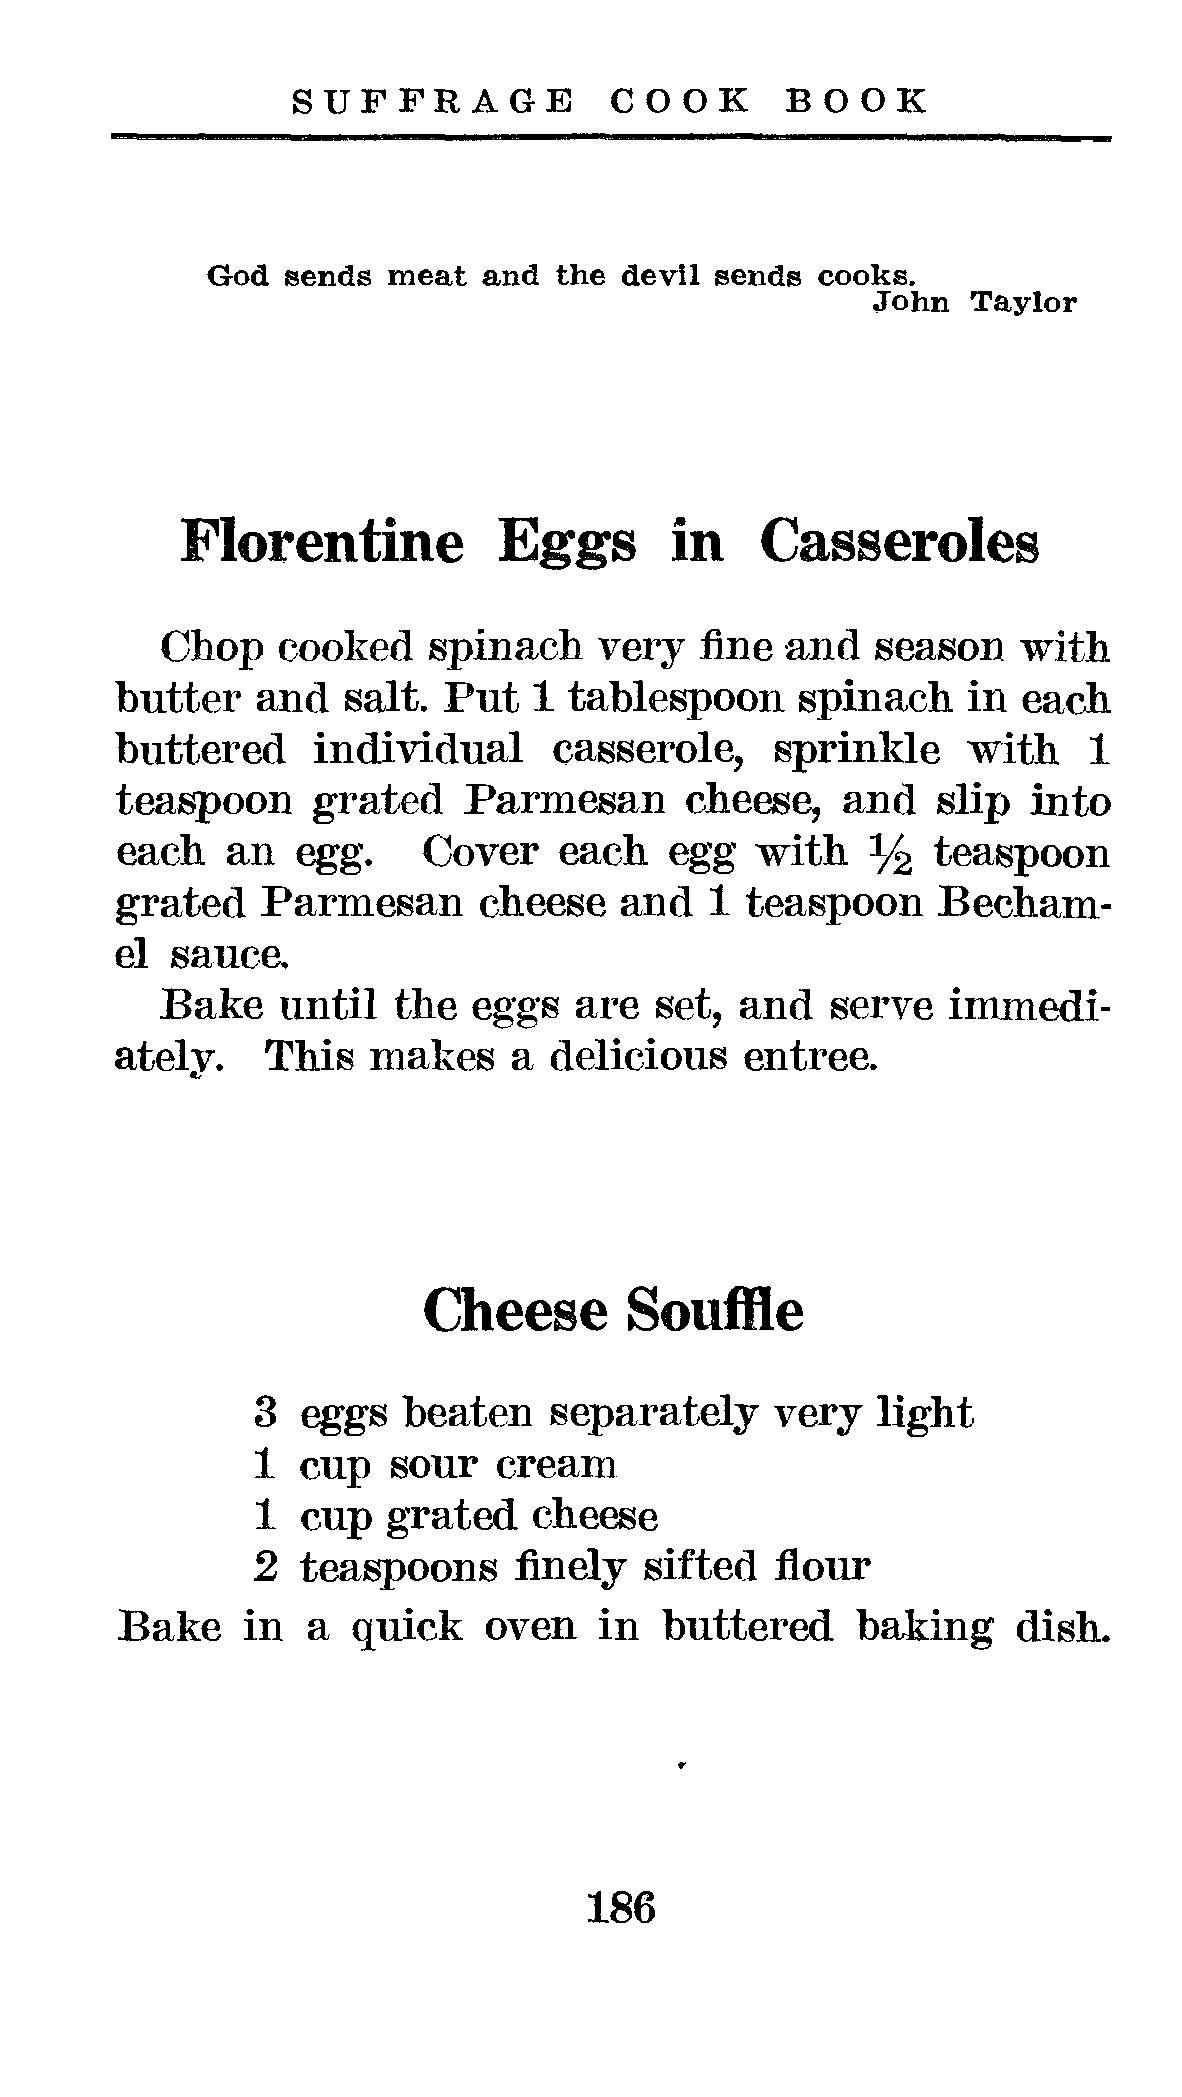 SUFFRAGE COOK BOOK
God sends meat and the devil sends cooks.
John Taylor
Florentine Eggs in Casseroles
Chop cooked spinach very fine and season with
butter and salt. Put 1 tablespoon spinach in each
buttered individual casserole, sprinkle with 1
teaspoon grated Parmesan cheese, and slip into
each an egg. Cover each egg with ½ teaspoon
grated Parmesan cheese and 1 teaspoon Becham-
el sauce.
Bake until the eggs are set, and serve immedi-
ately. This makes a delicious entree.
Cheese Souffle
3 eggs beaten separately very light
1 cup sour cream
1 cup grated cheese
2 teaspoons finely sifted flour
Bake in a quick oven in buttered baking dish.
186